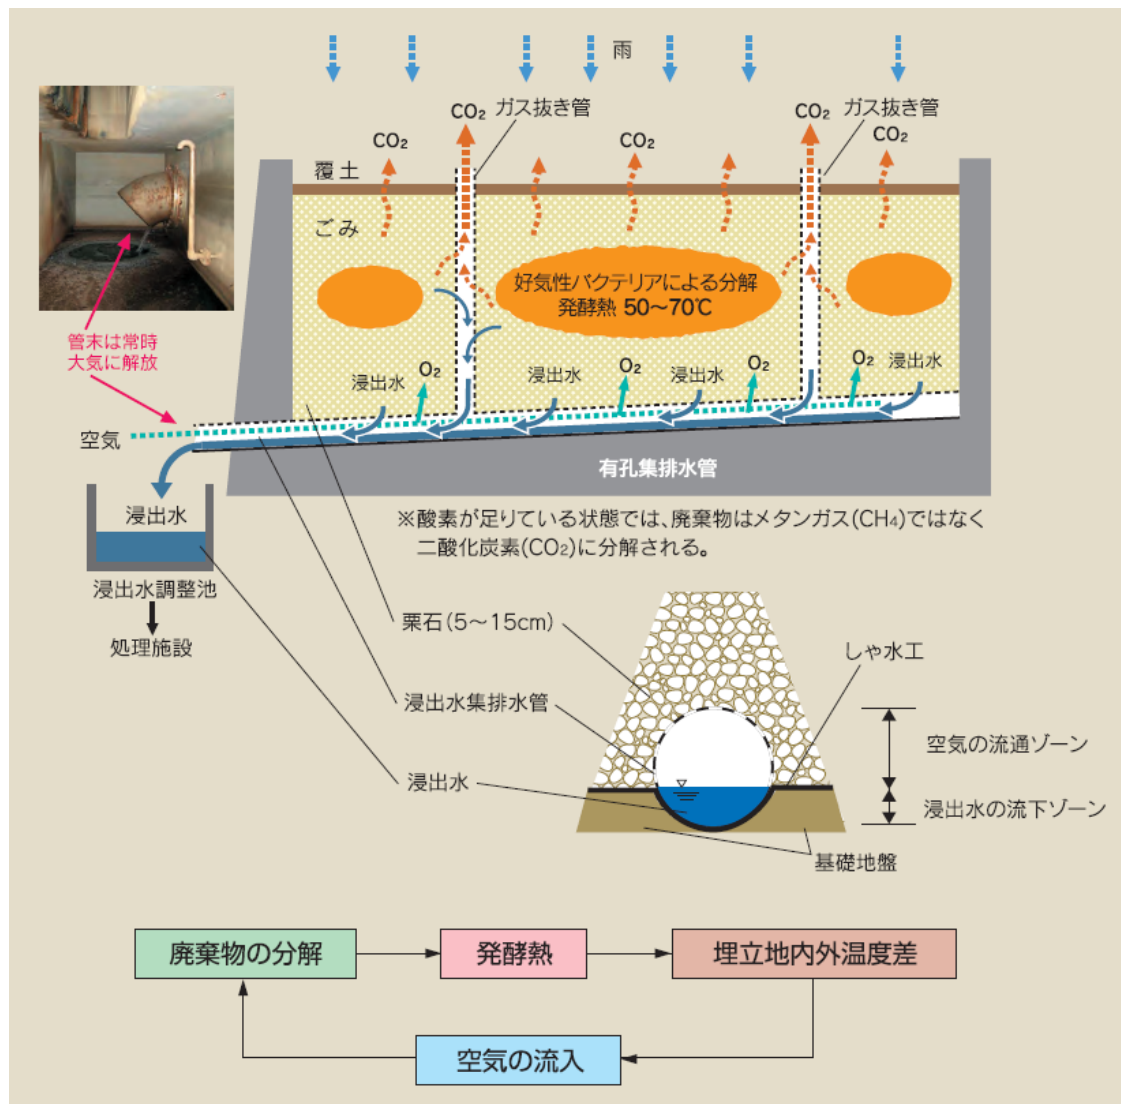 雨
CO2
ガス抜き管
CO2
ガス抜き管
CO2
CO2
CO2
覆土
ごみ
好気性バクテリアによる分解
発酵熱 50〜70℃
管末は常時
大気に解放
O2
O2
O2
O2
浸出水
浸出水
浸出水
浸出水
空気
有孔集排水管
浸出水
※酸素が足りている状態では、廃棄物はメタンガス(CH4)ではなく
二酸化炭素(CO2)に分解される。
浸出水調整池
処理施設
栗石(5〜15cm)
しゃ水工
浸出水集排水管
空気の流通ゾーン
浸出水
浸出水の流下ゾーン
基礎地盤
廃棄物の分解
発酵熱
埋立地内外温度差
空気の流入